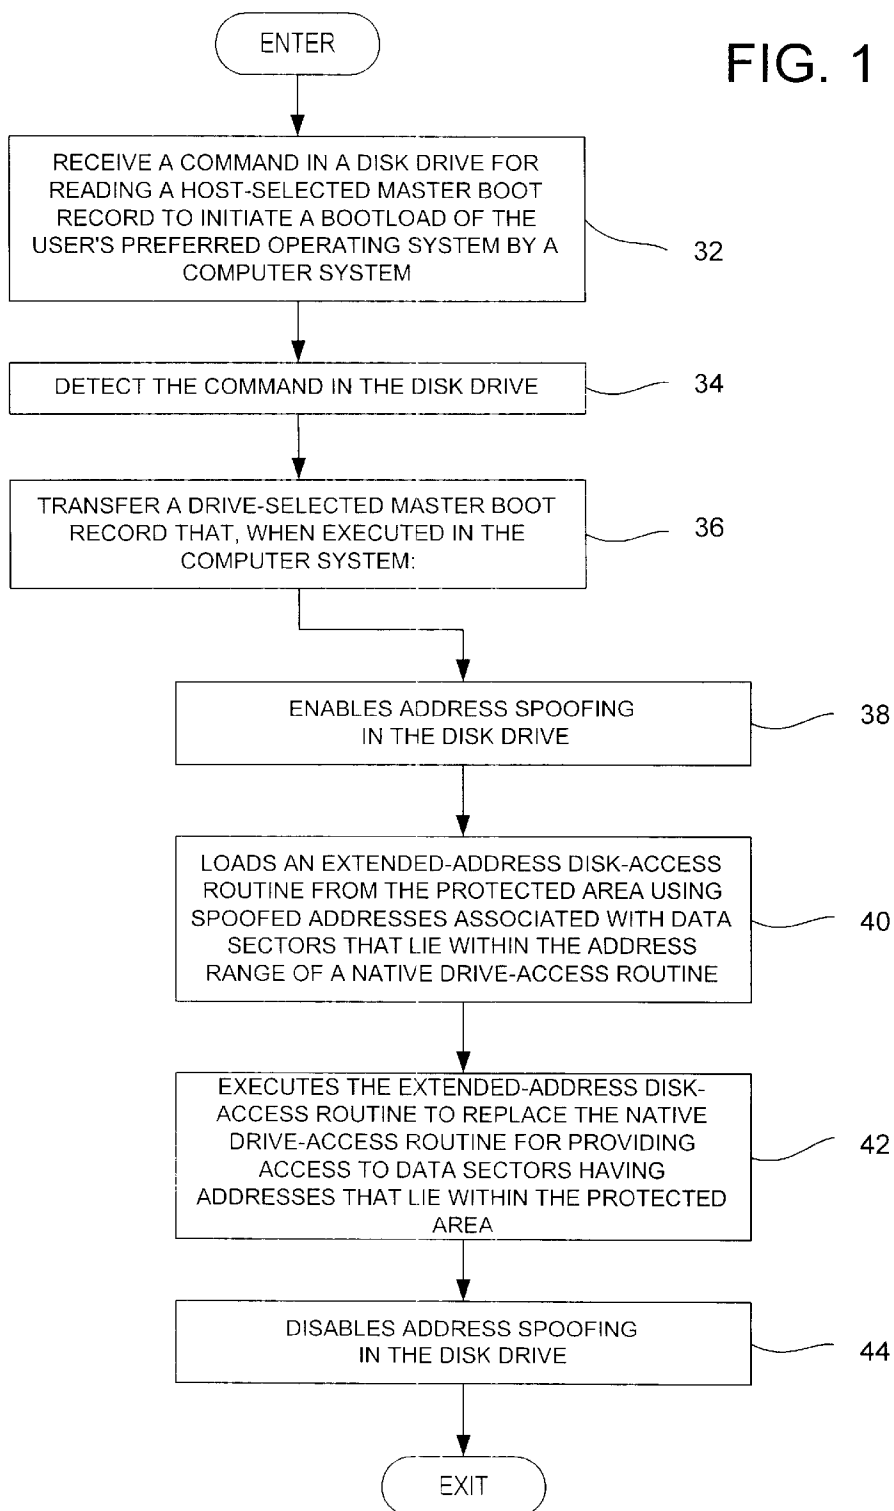 ENTER
FIG. 1
RECEIVE A COMMAND IN A DISK DRIVE FOR
READING A HOST-SELECTED MASTER BOOT
RECORD TO INITIATE A BOOTLOAD OF THE
USER'S PREFERRED OPERATING SYSTEM BY A
COMPUTER SYSTEM
32
DETECT THE COMMAND IN THE DISK DRIVE
34
TRANSFER A DRIVE-SELECTED MASTER BOOT
RECORD THAT, WHEN EXECUTED IN THE
COMPUTER SYSTEM:
36
ENABLES ADDRESS SPOOFING
IN THE DISK DRIVE
38
LOADS AN EXTENDED-ADDRESS DISK-ACCESS
ROUTINE FROM THE PROTECTED AREA USING
SPOOFED ADDRESSES ASSOCIATED WITH DATA
SECTORS THAT LIE WITHIN THE ADDRESS
RANGE OF A NATIVE DRIVE-ACCESS ROUTINE
40
EXECUTES THE EXTENDED-ADDRESS DISK-
ACCESS ROUTINE TO REPLACE THE NATIVE
DRIVE-ACCESS ROUTINE FOR PROVIDING
ACCESS TO DATA SECTORS HAVING
ADDRESSES THAT LIE WITHIN THE PROTECTED
AREA
42
DISABLES ADDRESS SPOOFING
IN THE DISK DRIVE
44
EXIT